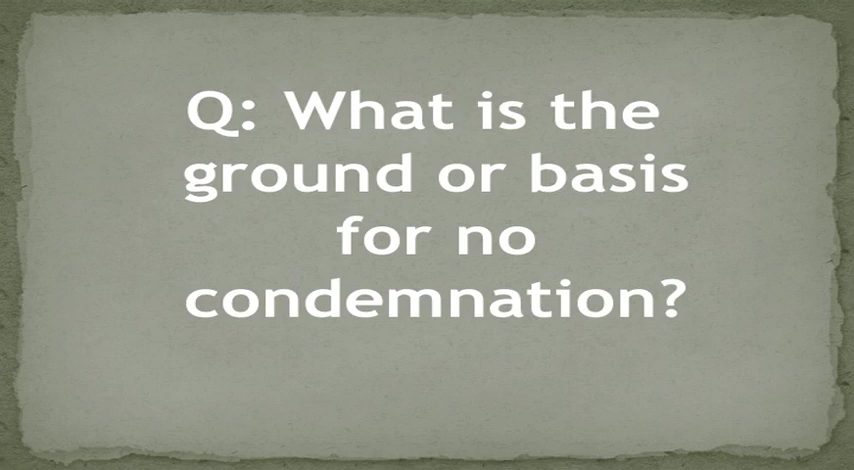 Q: What is the
ground or basis
for no
condemnation?